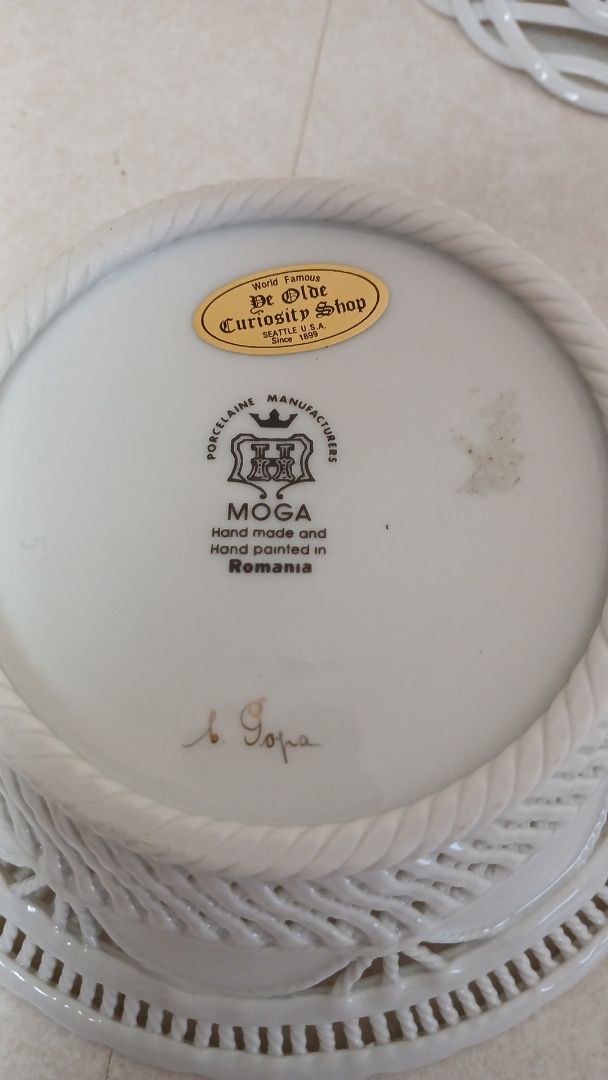 World Famous
Ye Olde
Curiosity Shop
SEATTLE U.S.A.
Since 1899
PORCELAINE MANUFACTURERS
H
MOGA
Hand made and
Hand painted in
Romania
Popa
5